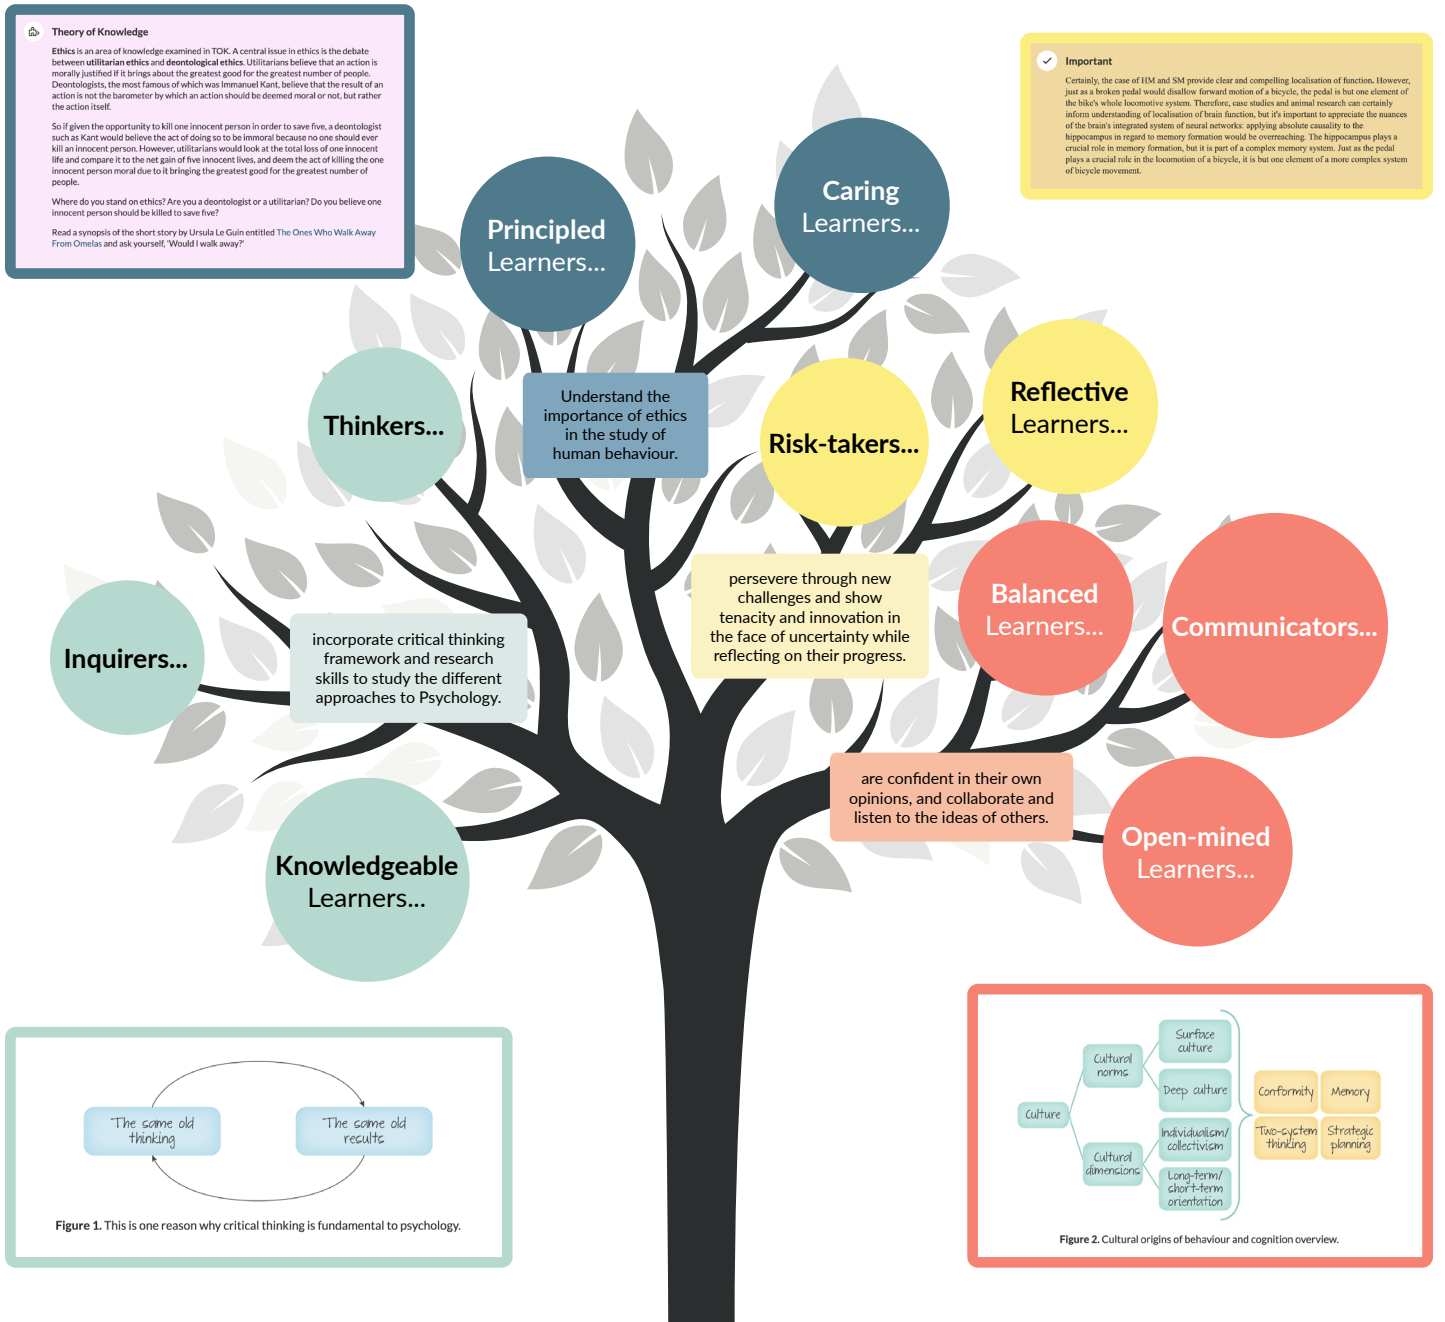 Theory of Knowledge
Ethics is an area of knowledge examined in TOK. A central issue in ethics is the debate
between utilitarian ethics and deontological ethics. Utilitarians believe that an action is
morally justified if it brings about the greatest good for the greatest number of people.
Deontologists, the most famous of which was Immanuel Kant, believe that the result of an
action is not the barometer by which an action should be deemed moral or not, but rather
the action itself.
So if given the opportunity to kill one innocent person in order to save five, a deontologist
such as Kant would believe the act of doing so to be immoral because no one should ever
kill an innocent person. However, utilitarians would look at the total loss of one innocent
life and compare it to the net gain of five innocent lives, and deem the act of killing the one
innocent person moral due to it bringing the greatest good for the greatest number of
people.
Where do you stand on ethics? Are you a deontologist or a utilitarian? Do you believe one
innocent person should be killed to save five?
Read a synopsis of the short story by Ursula Le Guin entitled The Ones Who Walk Away
From Omelas and ask yourself, 'Would I walk away?'
Important
Certainly, the case of HM and SM provide clear and compelling localisation of function. However,
just as a broken pedal would disallow forward motion of a bicycle, the pedal is but one element of
the bike's whole locomotive system. Therefore, case studies and animal research can certainly
inform understanding of localisation of brain function, but it's important to appreciate the nuances
of the brain's integrated system of neural networks: applying absolute causality to the
hippocampus in regard to memory formation would be overreaching. The hippocampus plays a
crucial role in memory formation, but it is part of a complex memory system. Just as the pedal
plays a crucial role in the locomotion of a bicycle, it is but one element of a more complex system
of bicycle movement.
Principled
Learners...
Caring
Learners...
Understand the
importance of ethics
in the study of
human behaviour.
Thinkers...
Risk-takers...
Reflective
Learners...
persevere through new
challenges and show
tenacity and innovation in
the face of uncertainty while
reflecting on their progress.
Inquirers...
incorporate critical thinking
framework and research
skills to study the different
approaches to Psychology.
Balanced
Learners...
Communicators...
are confident in their own
opinions, and collaborate and
listen to the ideas of others.
Knowledgeable
Learners...
Open-mined
Learners...
The same old
thinking
The same old
results
Figure 1. This is one reason why critical thinking is fundamental to psychology.
Culture
Cultural
norms
Cultural
dimensions
Surface
culture
Deep culture
Individualism/
collectivism
Long-term/
short-term
orientation
Conformity
Memory
Two-system
thinking
Strategic
planning
Figure 2. Cultural origins of behaviour and cognition overview.